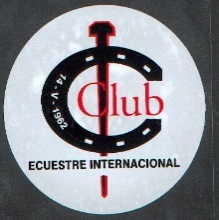 14.V.1962
Club
ECUESTRE INTERNACIONAL